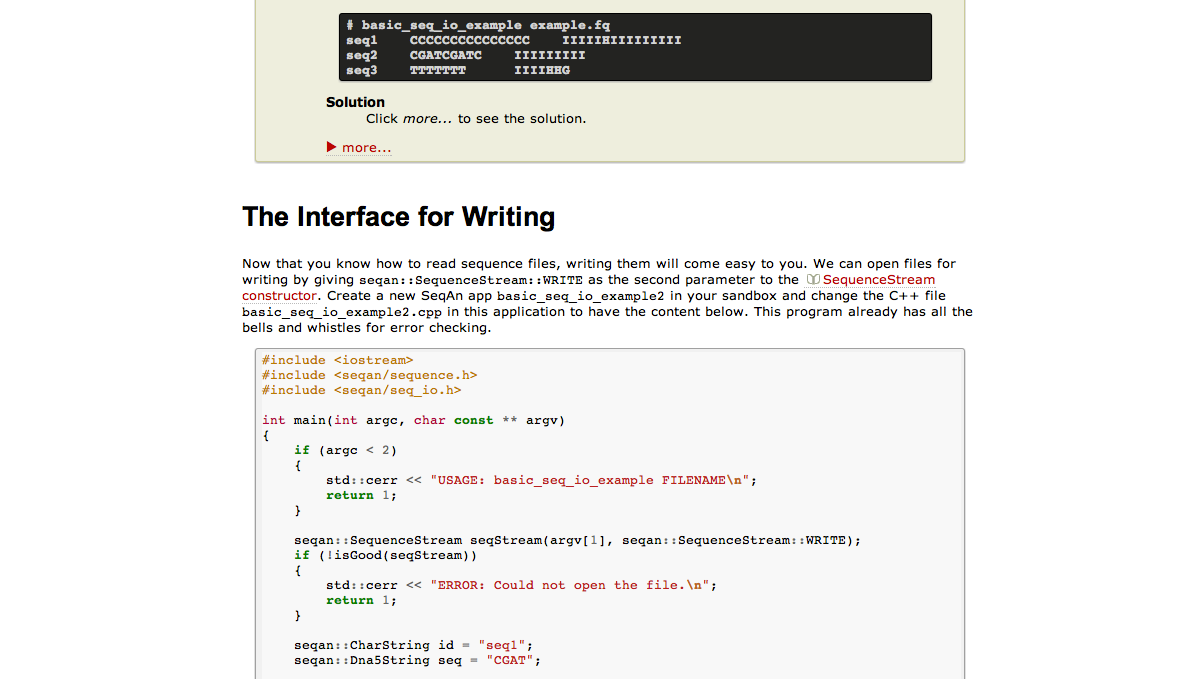 # basic_seq_io_example example.fq
seq1    CCCCCCCCCCCCCCC    IIIIIHIIIIIIIII
seq2    CGATCGATC    IIIIIIIII
seq3    TTTTTTT      IIIIHHG
Solution
Click more... to see the solution.
▶ more...
The Interface for Writing
Now that you know how to read sequence files, writing them will come easy to you. We can open files for
writing by giving seqan::SequenceStream::WRITE as the second parameter to the SequenceStream
constructor. Create a new SeqAn app basic_seq_io_example2 in your sandbox and change the C++ file
basic_seq_io_example2.cpp in this application to have the content below. This program already has all the
bells and whistles for error checking.
#include <iostream>
#include <seqan/sequence.h>
#include <seqan/seq_io.h>
int main(int argc, char const ** argv)
{
    if (argc < 2)
    {
        std::cerr << "USAGE: basic_seq_io_example FILENAME\n";
        return 1;
    }
    seqan::SequenceStream seqStream(argv[1], seqan::SequenceStream::WRITE);
    if (!isGood(seqStream))
    {
        std::cerr << "ERROR: Could not open the file.\n";
        return 1;
    }
    seqan::CharString id = "seq1";
    seqan::Dna5String seq = "CGAT";